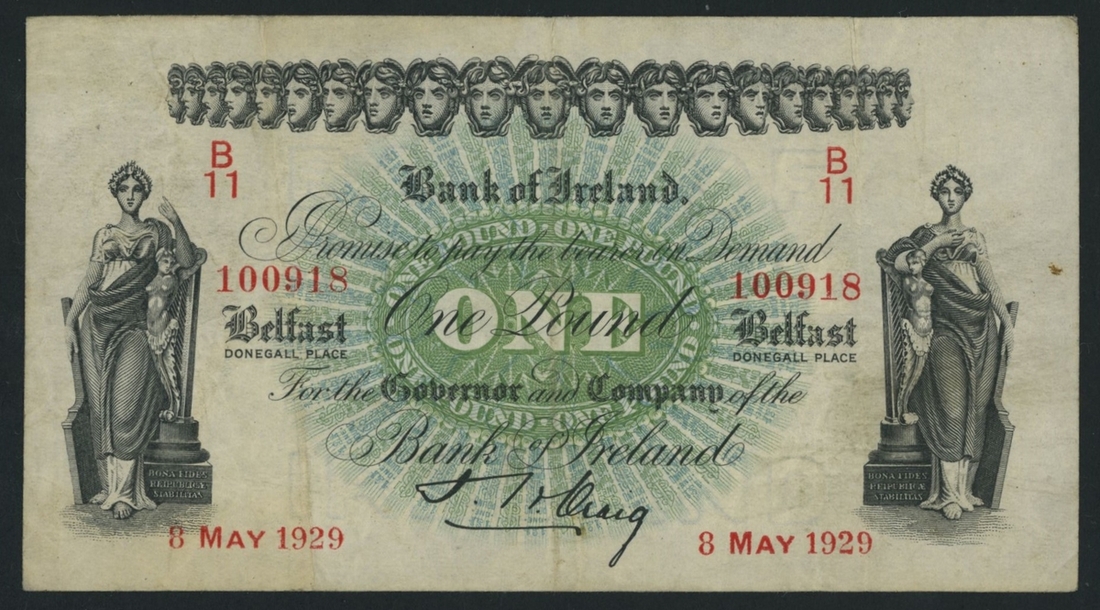 B
11
B
11
Bank of Ireland.
Promise to pay the bearer on Demand
100918
100918
ONE
One Pound
Belfast
DONEGALL PLACE
Belfast
DONEGALL PLACE
For the Governor and Company of the
Bank of Ireland
BONA FIDES
REIPUBLICÆ
STABILITAS
BONA FIDES
REIPUBLICÆ
STABILITAS
8 MAY 1929
8 MAY 1929